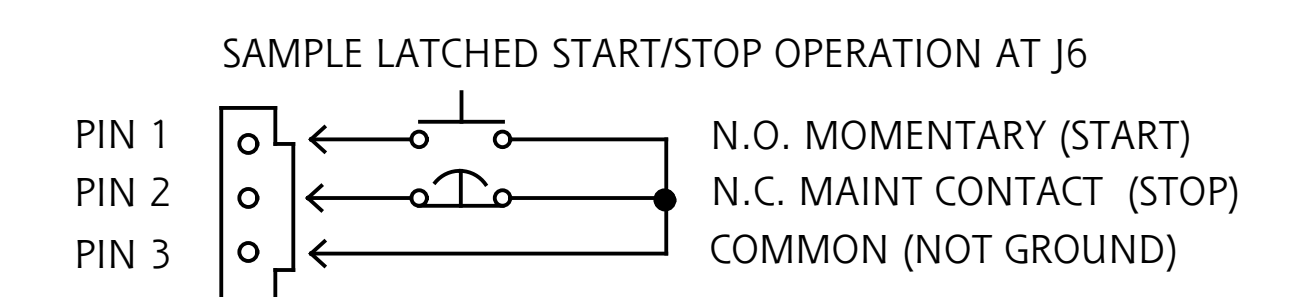 SAMPLE LATCHED START/STOP OPERATION AT J6
PIN 1 N.O. MOMENTARY (START)
PIN 2 N.C. MAINT CONTACT (STOP)
PIN 3 COMMON (NOT GROUND)